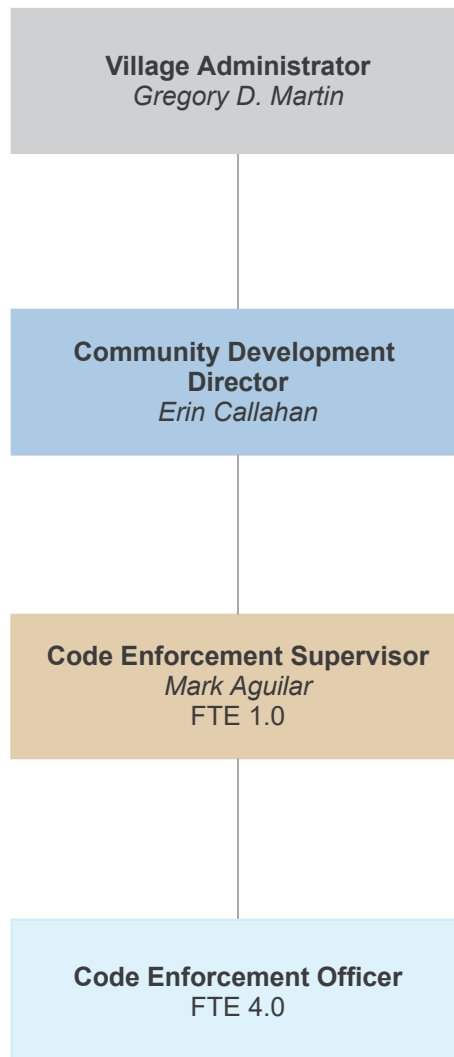 Village Administrator
Gregory D. Martin
Community Development
Director
Erin Callahan
Code Enforcement Supervisor
Mark Aguilar
FTE 1.0
Code Enforcement Officer
FTE 4.0